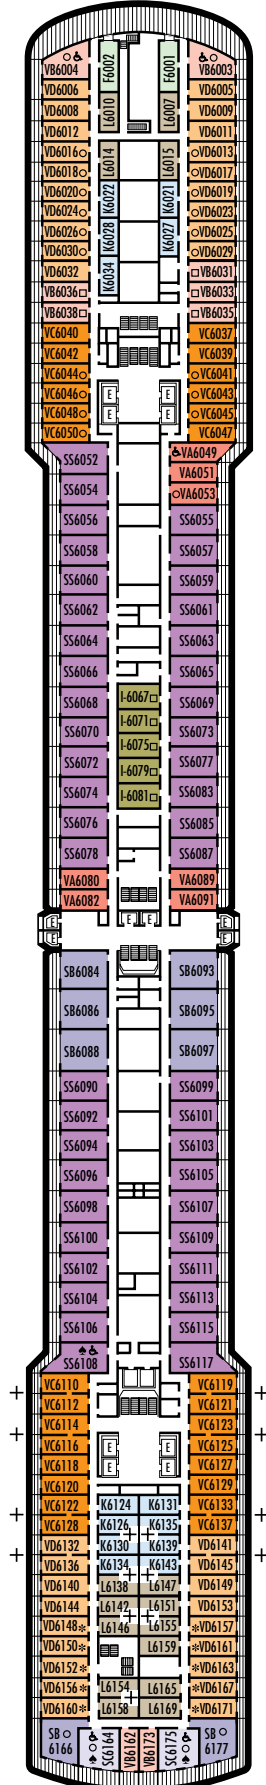 VB6004 F6002 F6001 VB6003
VD6006 VD6005
VD6008 L6010 L6007 VD6009
VD6012 VD6011
VD6016 L6014 L6015 VD6013
VD6018 VD6017
VD6020 K6022 K6021 VD6019
VD6024 VD6023
VD6026 K6028 K6027 VD6025
VD6030 VD6029
VD6032 K6034 VB6031
VB6036 VB6033
VB6038 VB6035
VC6040 VC6037
VC6042 VC6039
VC6044 VC6041
VC6046 E E VC6043
VC6048 E E VC6045
VC6050 VC6047
SS6052 VA6049
VA6051
SS6054 VA6053
SS6056 SS6055
SS6058 SS6057
SS6060 SS6059
SS6062 SS6061
SS6064 SS6063
SS6066 SS6065
SS6068 I-6067 SS6069
I-6071
SS6070 I-6075 SS6073
SS6072 I-6079 SS6077
SS6074 I-6081 SS6083
SS6076 SS6085
SS6078 SS6087
VA6080 VA6089
VA6082 VA6091
E E E E
E E
SB6084 SB6093
SB6086 SB6095
SB6088 SB6097
SS6090 SS6099
SS6092 SS6101
SS6094 SS6103
SS6096 SS6105
SS6098 SS6107
SS6100 SS6109
SS6102 SS6111
SS6104 SS6113
SS6106 SS6115
SS6108 SS6117
VC6110 VC6119
VC6112 VC6121
VC6114 VC6123
VC6116 E E VC6125
VC6118 E E VC6127
VC6120 VC6129
VC6122 K6124 K6131 VC6133
VC6128 K6126 K6135 VC6137
VD6132 K6130 K6139 VD6141
VD6136 K6134 K6143 VD6145
VD6140 L6138 L6147 VD6149
VD6144 L6142 L6151 VD6153
VD6148* L6146 L6155 *VD6157
VD6150* L6159 *VD6161
VD6152* *VD6163
VD6156* L6154 L6165 *VD6167
VD6160* L6158 L6169 *VD6171
SB 6166 SC6164 VB6162 VB6173 SC6175 SB 6177